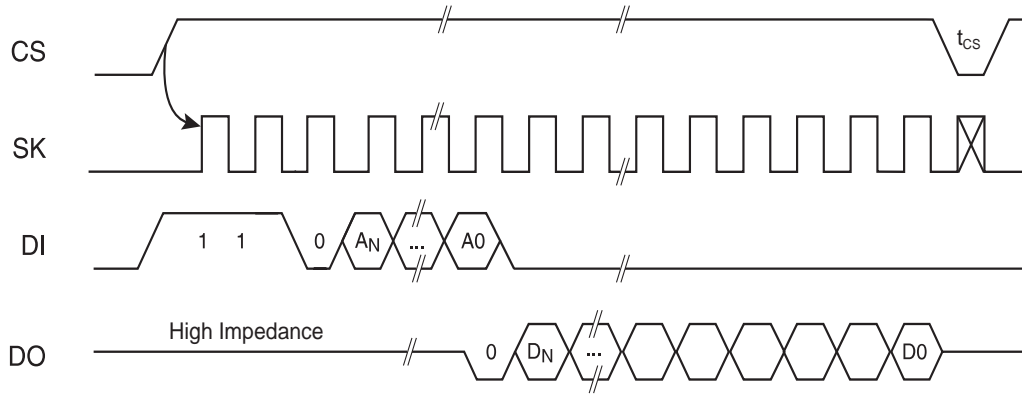 CS
t_CS
SK
DI
1 1 0 A_N ... A0
High Impedance
DO
0 D_N ... D0